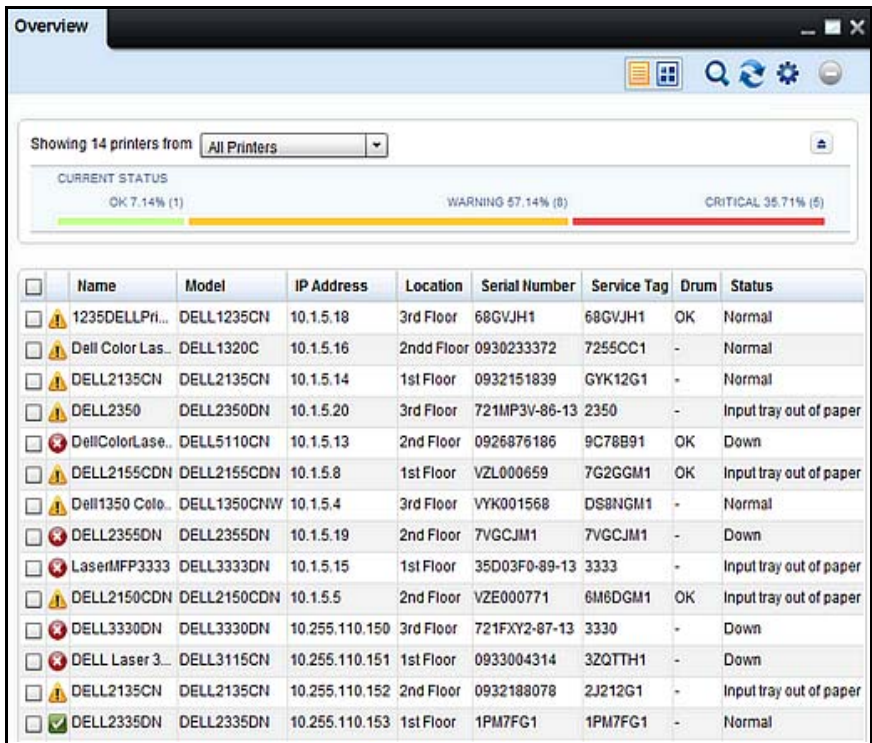 Overview
Showing 14 printers from All Printers
CURRENT STATUS
OK 7.14% (1) WARNING 57.14% (8) CRITICAL 35.71% (5)
Name Model IP Address Location Serial Number Service Tag Drum Status
1235DELLPri... DELL1235CN 10.1.5.18 3rd Floor 68GVJH1 68GVJH1 OK Normal
Dell Color Las.. DELL1320C 10.1.5.16 2ndd Floor 0930233372 7255CC1 - Normal
DELL2135CN DELL2135CN 10.1.5.14 1st Floor 0932151839 GYK12G1 - Normal
DELL2350 DELL2350DN 10.1.5.20 3rd Floor 721MP3V-86-13 2350 - Input tray out of paper
DellColorLase.. DELL5110CN 10.1.5.13 2nd Floor 0926876186 9C78B91 OK Down
DELL2155CDN DELL2155CDN 10.1.5.8 1st Floor VZL000659 7G2GGM1 OK Input tray out of paper
Dell1350 Colo.. DELL1350CNW 10.1.5.4 3rd Floor VYK001568 DS8NGM1 - Normal
DELL2355DN DELL2355DN 10.1.5.19 2nd Floor 7VGCJM1 7VGCJM1 - Down
LaserMFP3333 DELL3333DN 10.1.5.15 1st Floor 35D03F0-89-13 3333 - Input tray out of paper
DELL2150CDN DELL2150CDN 10.1.5.5 2nd Floor VZE000771 6M6DGM1 OK Input tray out of paper
DELL3330DN DELL3330DN 10.255.110.150 3rd Floor 721FXY2-87-13 3330 - Down
DELL Laser 3... DELL3115CN 10.255.110.151 1st Floor 0933004314 3ZQTTH1 - Down
DELL2135CN DELL2135CN 10.255.110.152 2nd Floor 0932188078 2J212G1 - Input tray out of paper
DELL2335DN DELL2335DN 10.255.110.153 1st Floor 1PM7FG1 1PM7FG1 - Normal